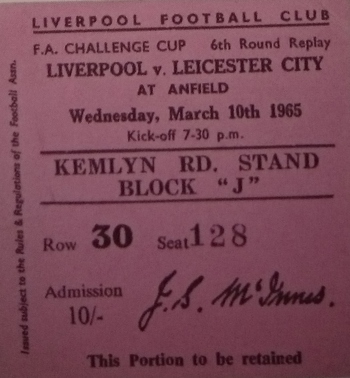 LIVERPOOL FOOTBALL CLUB
F.A. CHALLENGE CUP 6th Round Replay
LIVERPOOL v. LEICESTER CITY
AT ANFIELD
Wednesday, March 10th 1965
Kick-off 7-30 p.m.
KEMLYN RD. STAND
BLOCK "J"
Row 30 Seat 128
Admission
10/-
J. S. McInnes.
This Portion to be retained
Issued subject to the Rules & Regulations of the Football Assn.